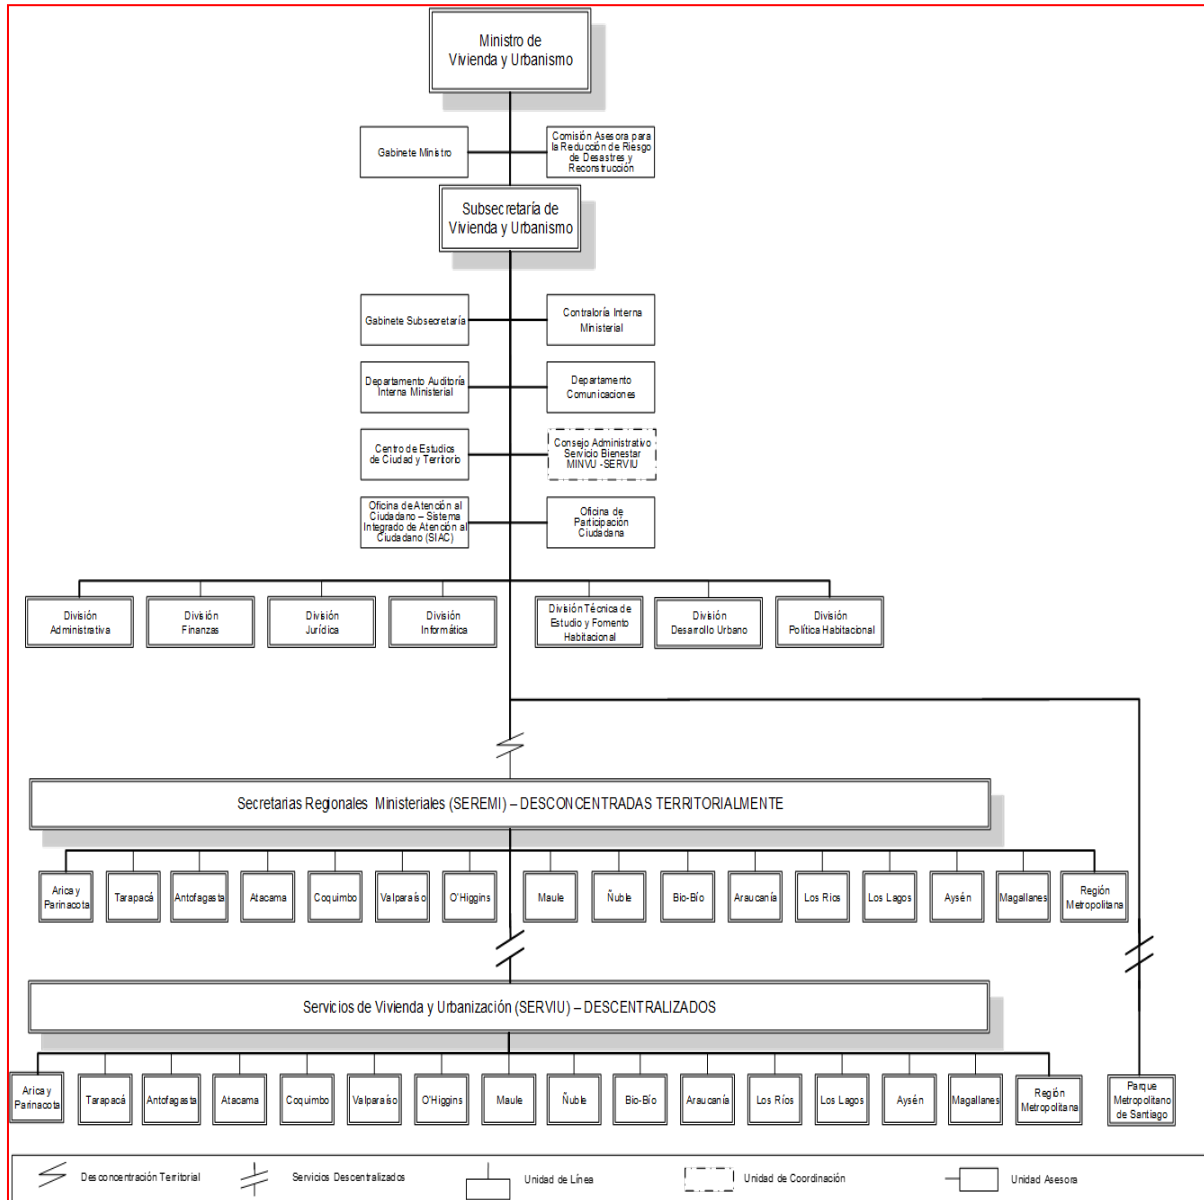 Ministro de
Vivienda y Urbanismo
Gabinete Ministro
Comisión Asesora para
la Reducción de Riesgo
de Desastres y
Reconstrucción
Subsecretaría de
Vivienda y Urbanismo
Gabinete Subsecretaría
Contraloría Interna
Ministerial
Departamento Auditoría
Interna Ministerial
Departamento
Comunicaciones
Centro de Estudios
de Ciudad y Territorio
Consejo Administrativo
Servicio Bienestar
MINVU -SERVIU
Oficina de Atención al
Ciudadano – Sistema
Integrado de Atención al
Ciudadano (SIAC)
Oficina de
Participación
Ciudadana
División
Administrativa
División
Finanzas
División
Jurídica
División
Informática
División Técnica de
Estudio y Fomento
Habitacional
División
Desarrollo Urbano
División
Política Habitacional
Secretarias Regionales Ministeriales (SEREMI) – DESCONCENTRADAS TERRITORIALMENTE
Arica y
Parinacota
Tarapacá
Antofagasta
Atacama
Coquimbo
Valparaíso
O'Higgins
Maule
Ñuble
Bio-Bío
Araucanía
Los Rios
Los Lagos
Aysén
Magallanes
Región
Metropolitana
Servicios de Vivienda y Urbanización (SERVIU) – DESCENTRALIZADOS
Arica y
Parinacota
Tarapacá
Antofagasta
Atacama
Coquimbo
Valparaíso
O'Higgins
Maule
Ñuble
Bio-Bío
Araucanía
Los Ríos
Los Lagos
Aysén
Magallanes
Región
Metropolitana
Parque
Metropolitano
de Santiago
Desconcentración Territorial
Servicios Descentralizados
Unidad de Línea
Unidad de Coordinación
Unidad Asesora